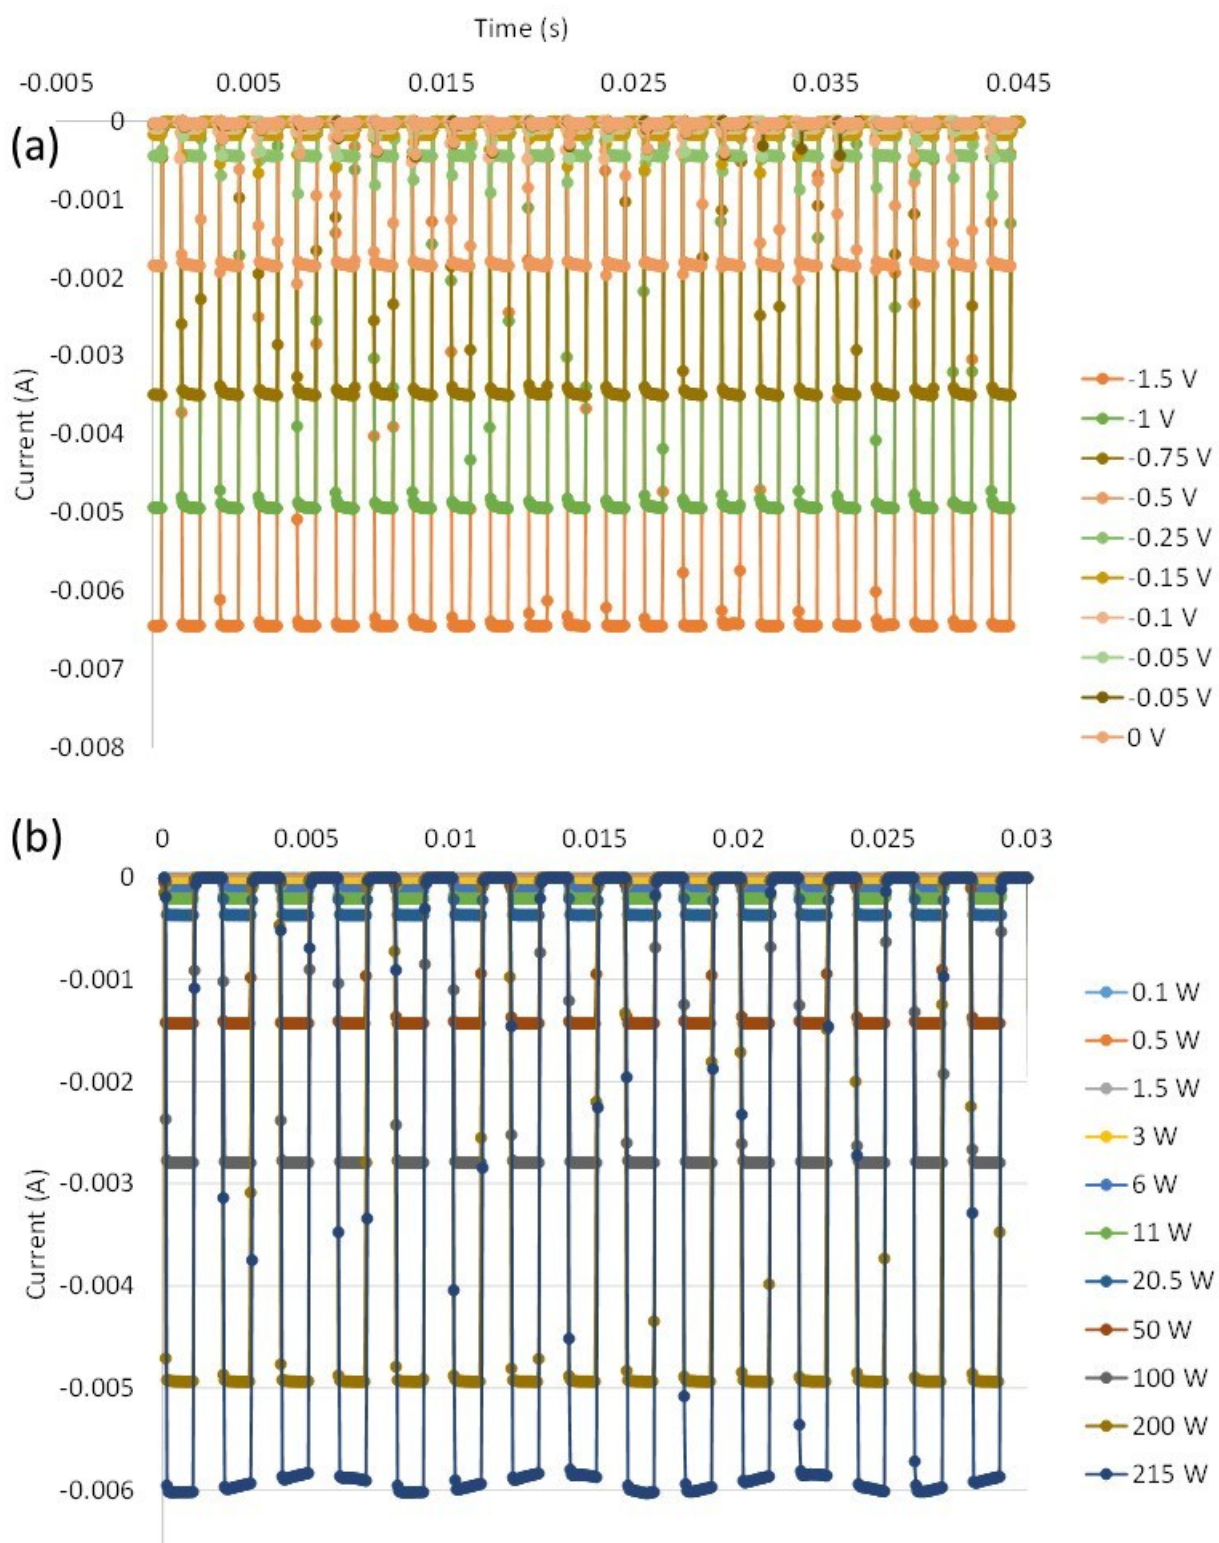 Time (s)
-0.005 0.005 0.015 0.025 0.035 0.045
(a)
0
-0.001
-0.002
-0.003
-0.004
-0.005
-0.006
-0.007
-0.008
Current (A)
-1.5 V
-1 V
-0.75 V
-0.5 V
-0.25 V
-0.15 V
-0.1 V
-0.05 V
-0.05 V
0 V
(b)
0 0.005 0.01 0.015 0.02 0.025 0.03
0
-0.001
-0.002
-0.003
-0.004
-0.005
-0.006
Current (A)
0.1 W
0.5 W
1.5 W
3 W
6 W
11 W
20.5 W
50 W
100 W
200 W
215 W